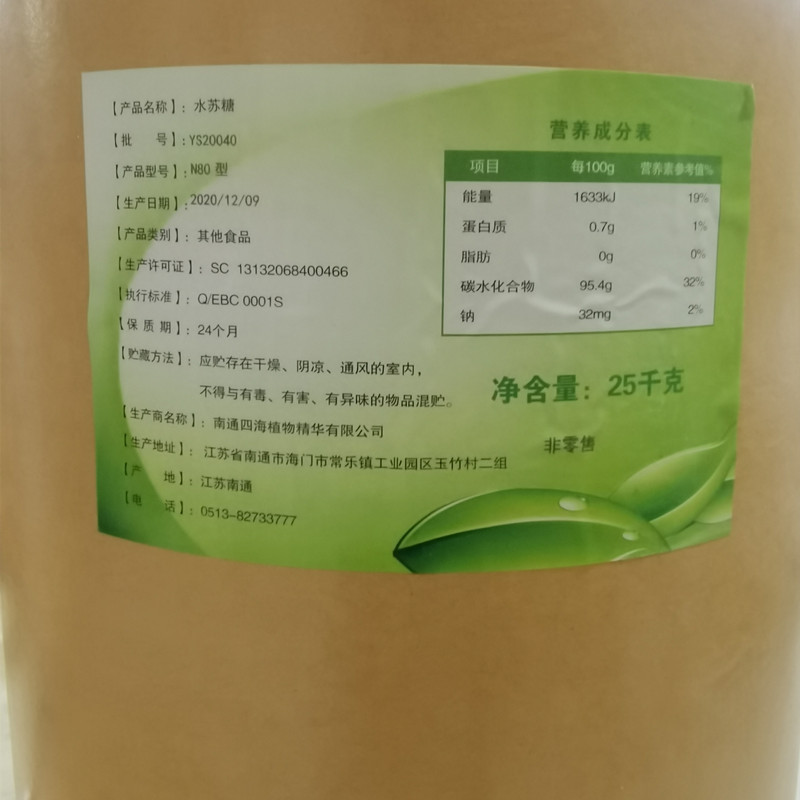 【产品名称】：水苏糖
【批 号】：YS20040
【产品型号】：N80 型
【生产日期】：2020/12/09
【产品类别】：其他食品
【生产许可证】：SC 13132068400466
【执行标准】：Q/EBC 0001S
【保 质 期】：24个月
【贮藏方法】：应贮存在干燥、阴凉、通风的室内，
不得与有毒、有害、有异味的物品混贮。
【生产商名称】：南通四海植物精华有限公司
【生产地址】：江苏省南通市海门市常乐镇工业园区玉竹村二组
【产 地】：江苏南通
【电 话】：0513-82733777
营养成分表
项目 每100g 营养素参考值%
能量 1633kJ 19%
蛋白质 0.7g 1%
脂肪 0g 0%
碳水化合物 95.4g 32%
钠 32mg 2%
净含量：25千克
非零售